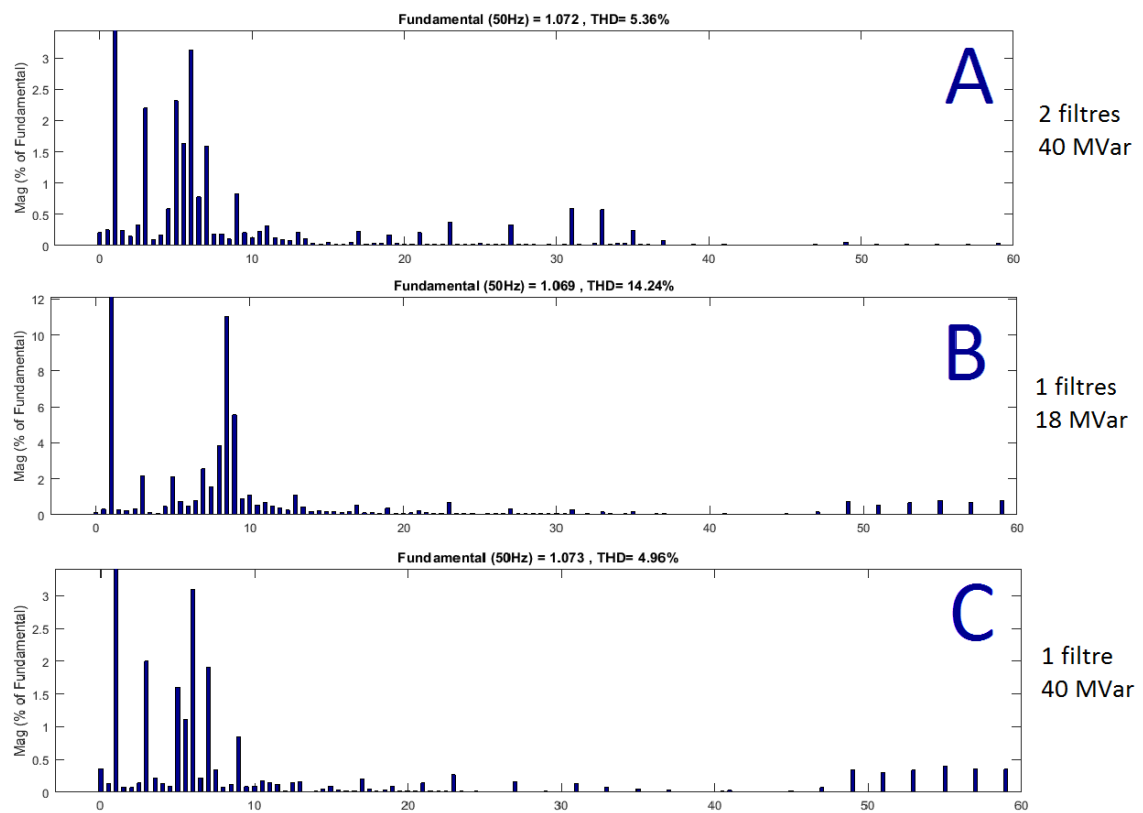 Fundamental (50Hz) = 1.072 , THD= 5.36%
Mag (% of Fundamental)
3
2.5
2
1.5
1
0.5
0
0 10 20 30 40 50 60
A
2 filtres
40 MVar
Fundamental (50Hz) = 1.069 , THD= 14.24%
Mag (% of Fundamental)
12
10
8
6
4
2
0
0 10 20 30 40 50 60
B
1 filtres
18 MVar
Fundamental (50Hz) = 1.073 , THD= 4.96%
Mag (% of Fundamental)
3
2.5
2
1.5
1
0.5
0
0 10 20 30 40 50 60
C
1 filtre
40 MVar